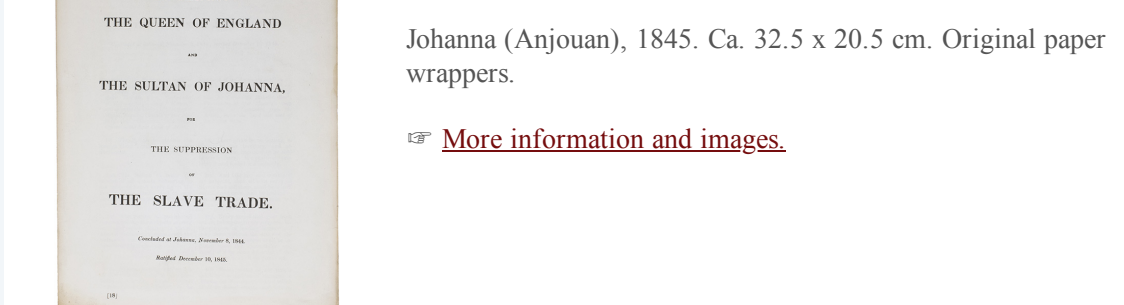 THE QUEEN OF ENGLAND
AND
THE SULTAN OF JOHANNA,
FOR
THE SUPPRESSION
OF
THE SLAVE TRADE.
Concluded at Johanna, November 8, 1844.
Ratified December 10, 1845.
[18]
Johanna (Anjouan), 1845. Ca. 32.5 x 20.5 cm. Original paper
wrappers.
☞ More information and images.